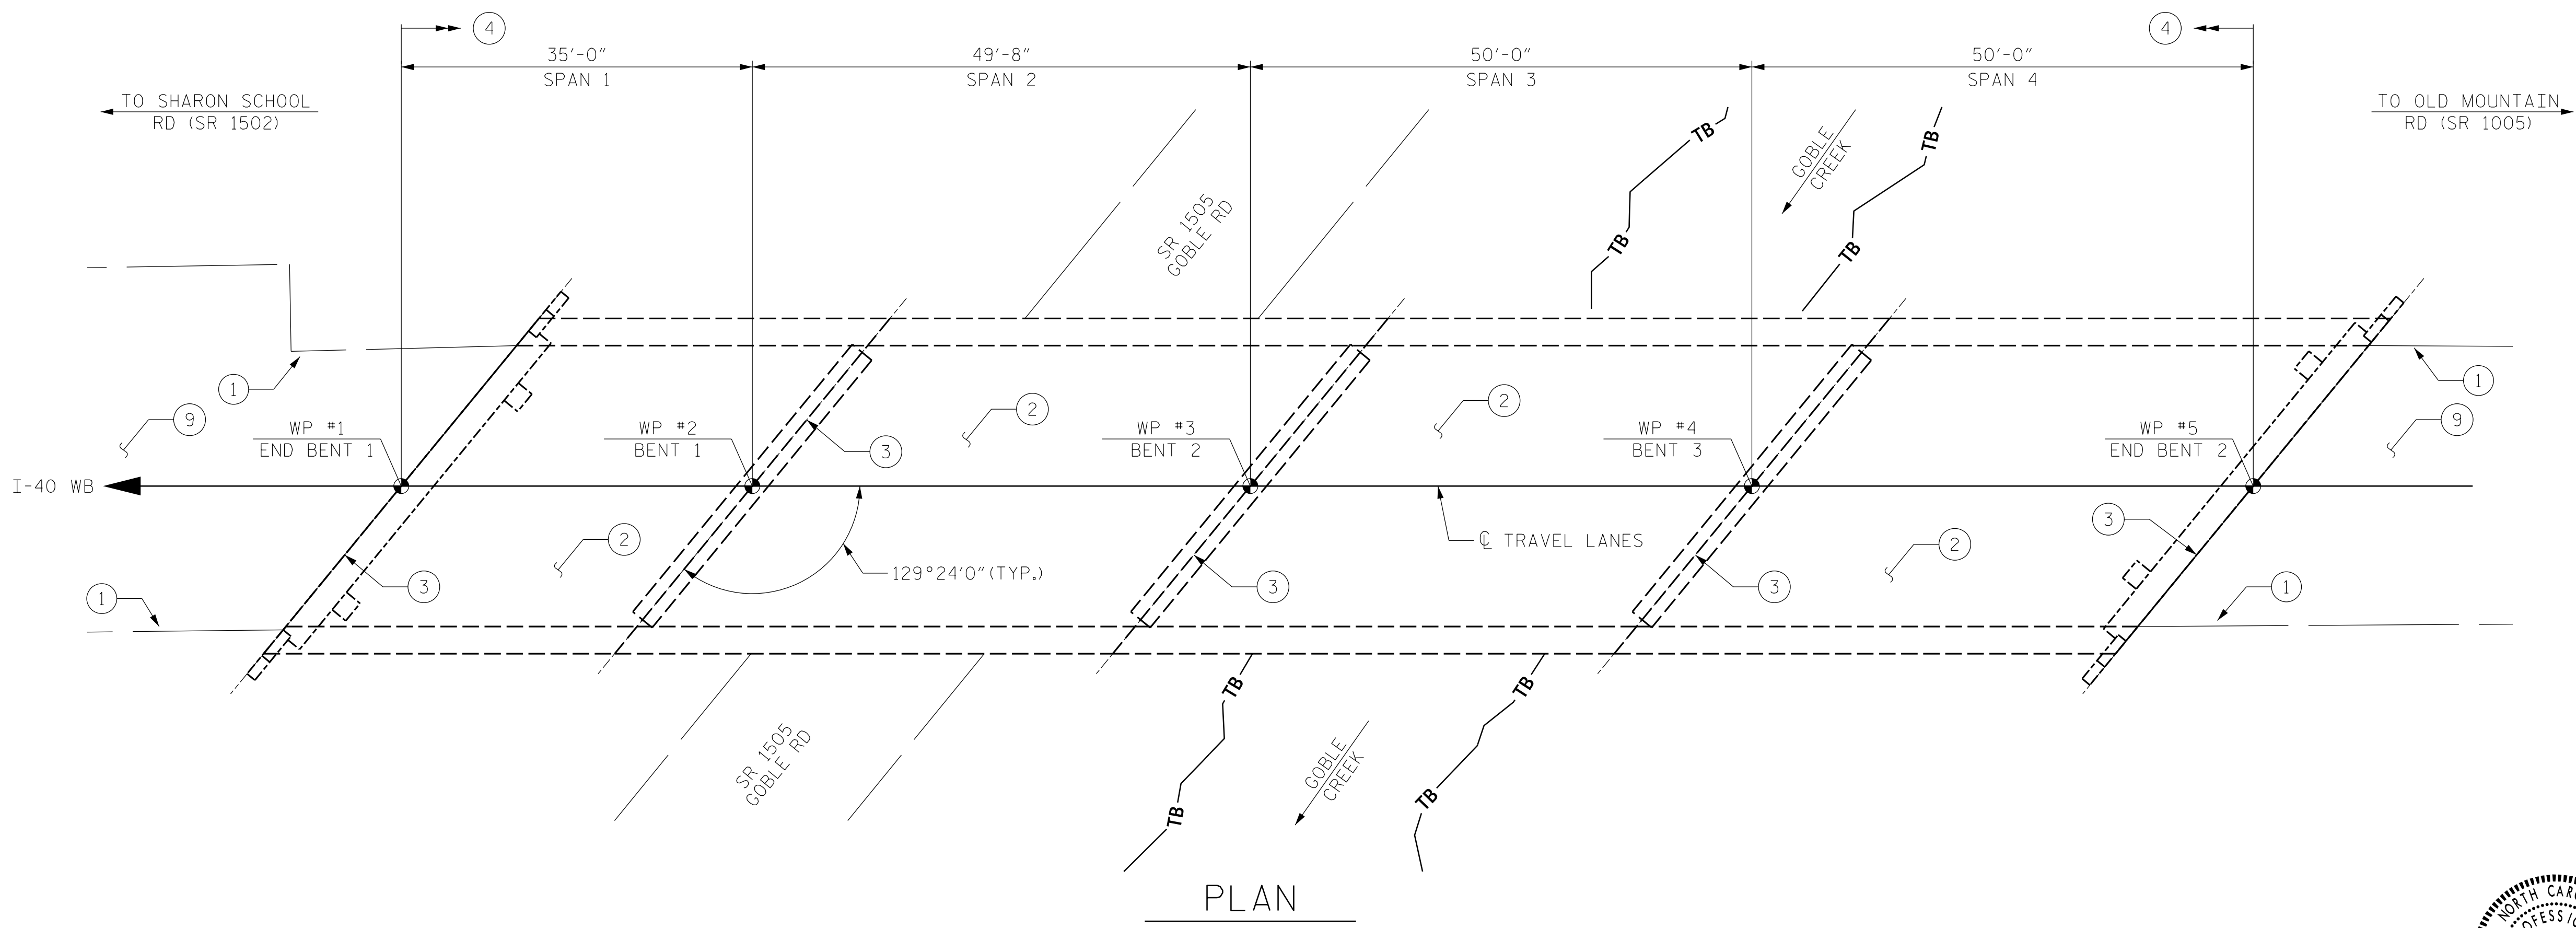 4
4
35'-0"
SPAN 1
49'-8"
SPAN 2
50'-0"
SPAN 3
50'-0"
SPAN 4
TO SHARON SCHOOL
RD (SR 1502)
TO OLD MOUNTAIN
RD (SR 1005)
SR 1505
GOBLE RD
TB
TB
GOBLE
CREEK
TB
TB
1
9
2
2
1
9
WP #1
END BENT 1
WP #2
BENT 1
3
WP #3
BENT 2
WP #4
BENT 3
WP #5
END BENT 2
I-40 WB
2
℄ TRAVEL LANES
2
3
129°24'0"(TYP.)
1
3
3
3
1
SR 1505
GOBLE RD
TB
TB
GOBLE
CREEK
TB
TB
PLAN
NORTH